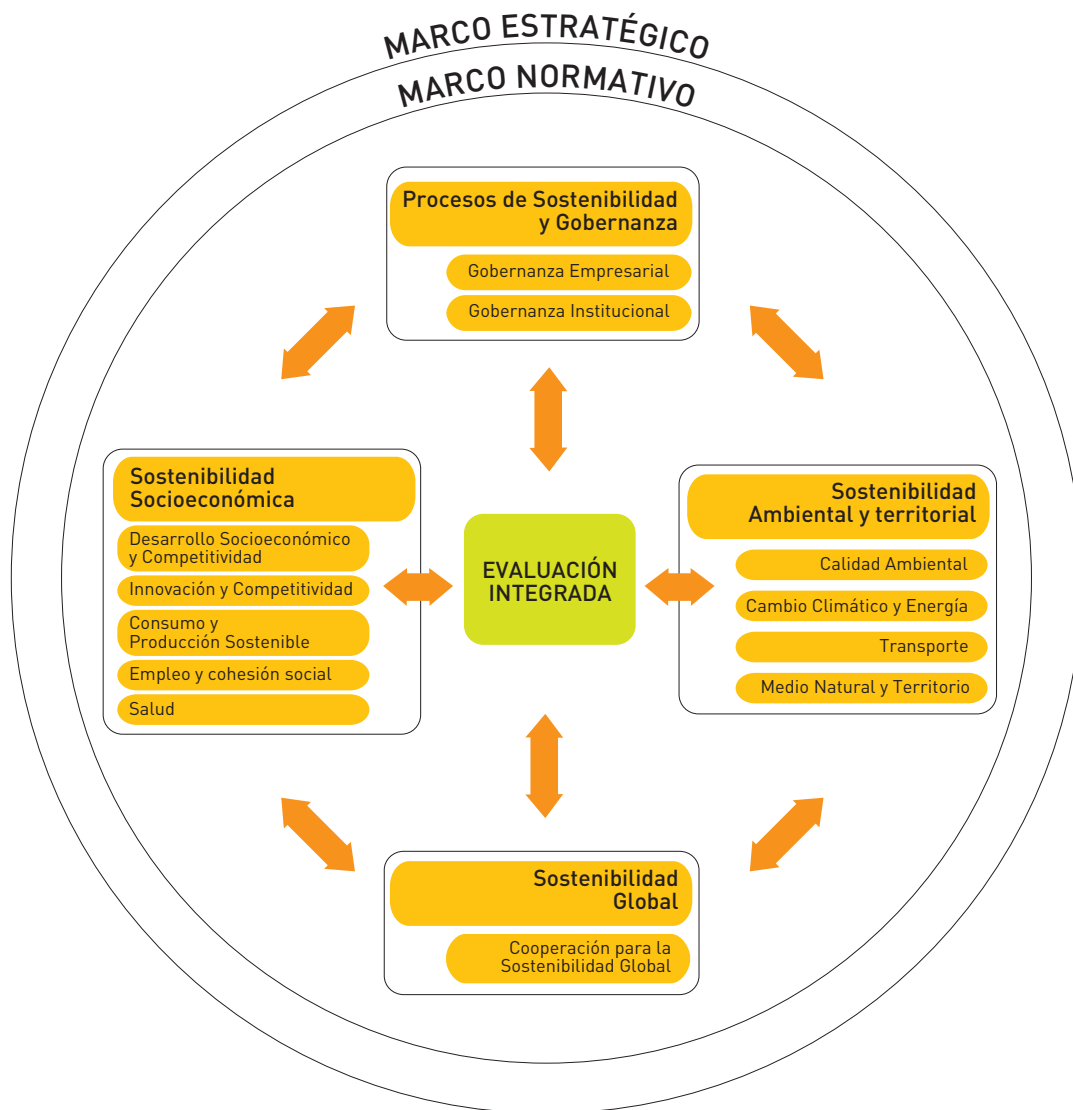 MARCO ESTRATÉGICO
MARCO NORMATIVO
Procesos de Sostenibilidad
y Gobernanza
Gobernanza Empresarial
Gobernanza Institucional
Sostenibilidad
Socioeconómica
Desarrollo Socioeconómico
y Competitividad
Innovación y Competitividad
Consumo y
Producción Sostenible
Empleo y cohesión social
Salud
EVALUACIÓN
INTEGRADA
Sostenibilidad
Ambiental y territorial
Calidad Ambiental
Cambio Climático y Energía
Transporte
Medio Natural y Territorio
Sostenibilidad
Global
Cooperación para la
Sostenibilidad Global